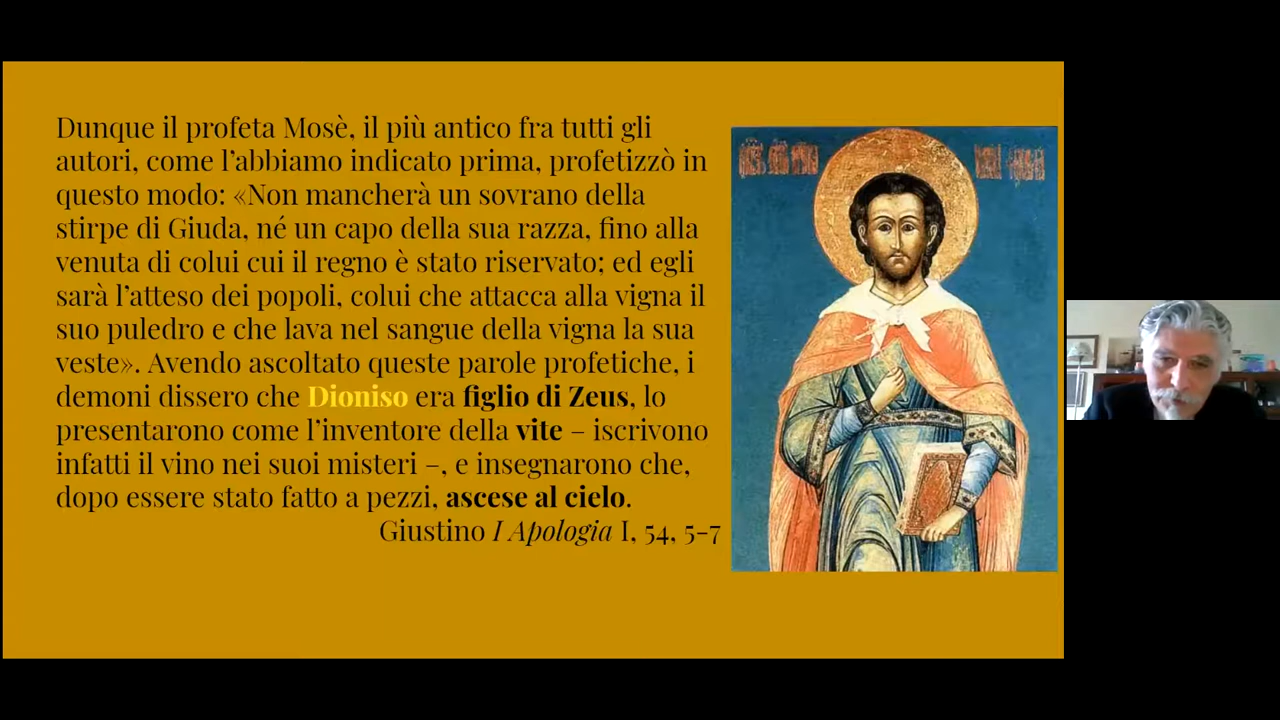 Dunque il profeta Mosè, il più antico fra tutti gli
autori, come l’abbiamo indicato prima, profetizzò in
questo modo: «Non mancherà un sovrano della
stirpe di Giuda, né un capo della sua razza, fino alla
venuta di colui cui il regno è stato riservato; ed egli
sarà l’atteso dei popoli, colui che attacca alla vigna il
suo puledro e che lava nel sangue della vigna la sua
veste». Avendo ascoltato queste parole profetiche, i
demoni dissero che Dioniso era figlio di Zeus, lo
presentarono come l’inventore della vite – iscrivono
infatti il vino nei suoi misteri –, e insegnarono che,
dopo essere stato fatto a pezzi, ascese al cielo.
Giustino I Apologia I, 54, 5-7